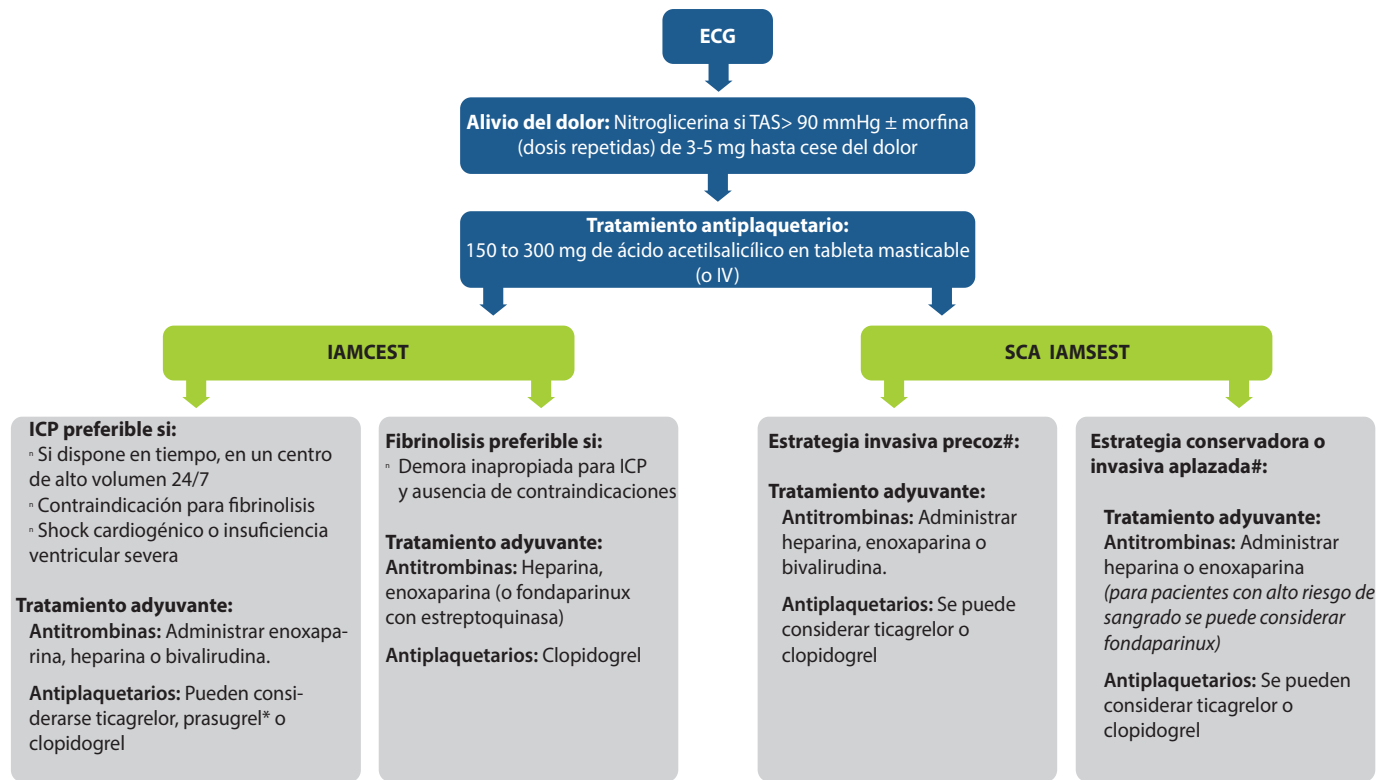 ECG
Alivio del dolor: Nitroglicerina si TAS> 90 mmHg ± morfina
(dosis repetidas) de 3-5 mg hasta cese del dolor
Tratamiento antiplaquetario:
150 to 300 mg de ácido acetilsalicílico en tableta masticable
(o IV)
IAMCEST
SCA IAMSEST
ICP preferible si:
ⁿ Si dispone en tiempo, en un centro
de alto volumen 24/7
ⁿ Contraindicación para fibrinolisis
ⁿ Shock cardiogénico o insuficiencia
ventricular severa
Tratamiento adyuvante:
Antitrombinas: Administrar enoxapa-
rina, heparina o bivalirudina.
Antiplaquetarios: Pueden consi-
derarse ticagrelor, prasugrel* o
clopidogrel
Fibrinolisis preferible si:
ⁿ Demora inapropiada para ICP
y ausencia de contraindicaciones
Tratamiento adyuvante:
Antitrombinas: Heparina,
enoxaparina (o fondaparinux
con estreptoquinasa)
Antiplaquetarios: Clopidogrel
Estrategia invasiva precoz#:
Tratamiento adyuvante:
Antitrombinas: Administrar
heparina, enoxaparina o
bivalirudina.
Antiplaquetarios: Se puede
considerar ticagrelor o
clopidogrel
Estrategia conservadora o
invasiva aplazada#:
Tratamiento adyuvante:
Antitrombinas: Administrar
heparina o enoxaparina
(para pacientes con alto riesgo de
sangrado se puede considerar
fondaparinux)
Antiplaquetarios: Se pueden
considerar ticagrelor o
clopidogrel